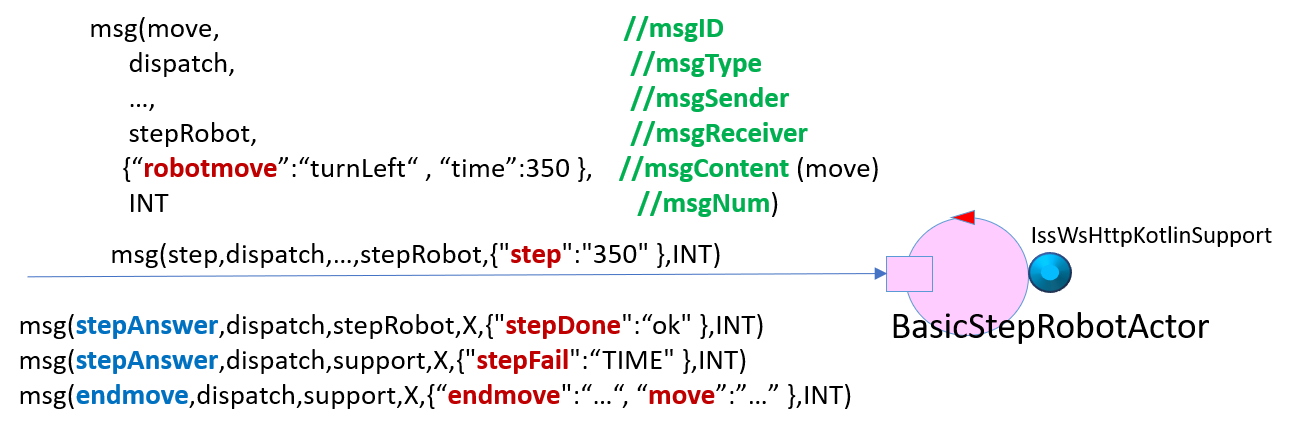 msg(move, //msgID
dispatch, //msgType
…, //msgSender
stepRobot, //msgReceiver
{“robotmove”:“turnLeft“ , “time”:350 }, //msgContent (move)
INT //msgNum)
msg(step,dispatch,…,stepRobot,{"step":"350" },INT)
IssWsHttpKotlinSupport
BasicStepRobotActor
msg(stepAnswer,dispatch,stepRobot,X,{"stepDone":“ok" },INT)
msg(stepAnswer,dispatch,support,X,{"stepFail":“TIME" },INT)
msg(endmove,dispatch,support,X,{“endmove":“…“, “move”:”…” },INT)